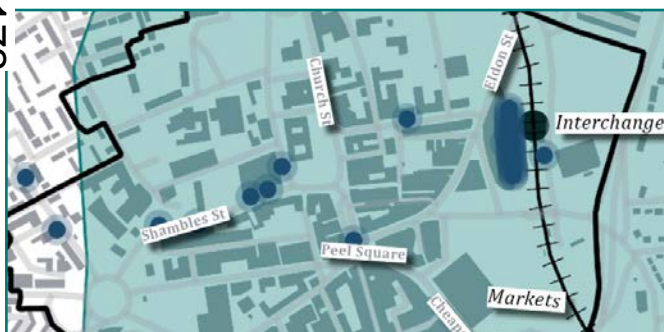 Church St
Eldon St
Interchange
Shambles St
Peel Square
Markets